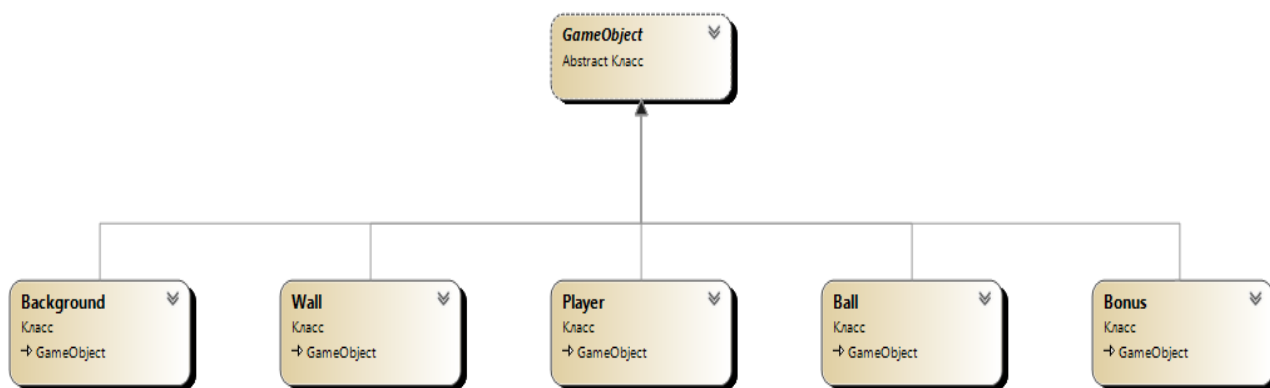 GameObject
Abstract Класс
Background
Класс
GameObject
Wall
Класс
GameObject
Player
Класс
GameObject
Ball
Класс
GameObject
Bonus
Класс
GameObject